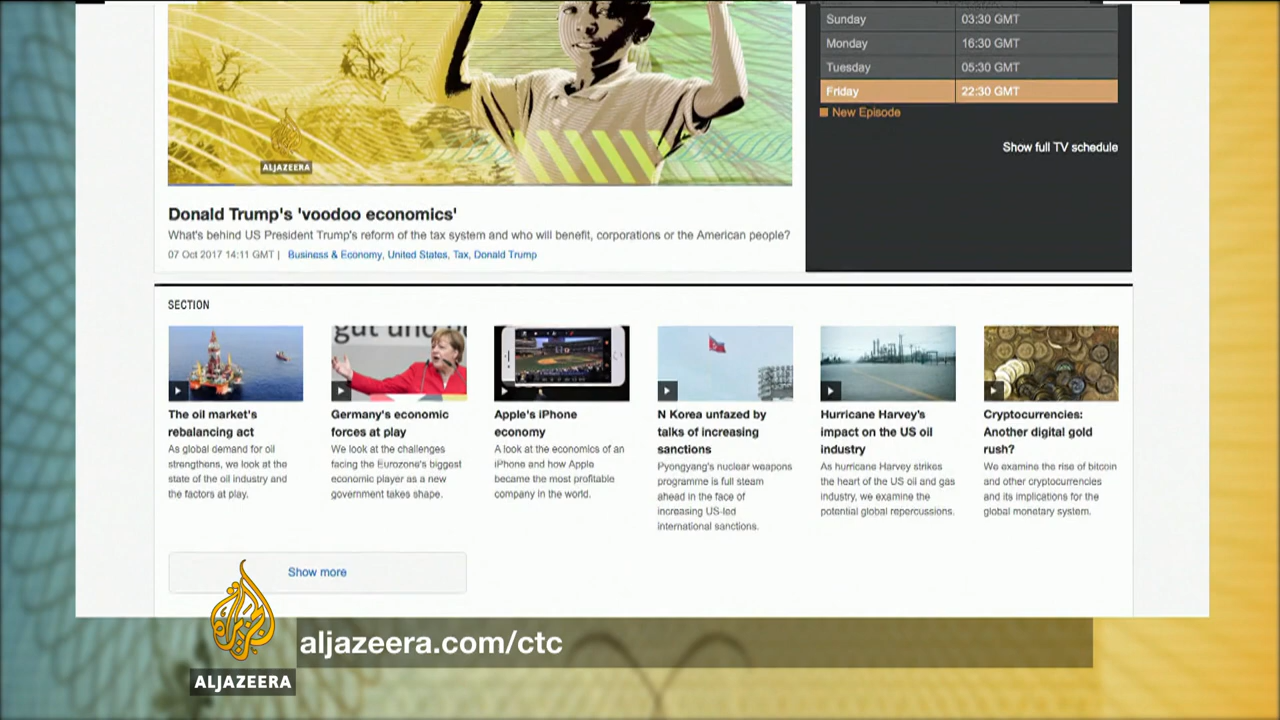 Sunday 03:30 GMT
Monday 16:30 GMT
Tuesday 05:30 GMT
Friday 22:30 GMT
New Episode
Show full TV schedule
ALJAZEERA
Donald Trump's 'voodoo economics'
What's behind US President Trump's reform of the tax system and who will benefit, corporations or the American people?
07 Oct 2017 14:11 GMT | Business & Economy, United States, Tax, Donald Trump
SECTION
gut und
The oil market's
rebalancing act
As global demand for oil
strengthens, we look at the
state of the oil industry and
the factors at play.
Germany's economic
forces at play
We look at the challenges
facing the Eurozone's biggest
economic player as a new
government takes shape.
Apple's iPhone
economy
A look at the economics of an
iPhone and how Apple
became the most profitable
company in the world.
N Korea unfazed by
talks of increasing
sanctions
Pyongyang's nuclear weapons
programme is full steam
ahead in the face of
increasing US-led
international sanctions.
Hurricane Harvey's
impact on the US oil
industry
As hurricane Harvey strikes
the heart of the US oil and gas
industry, we examine the
potential global repercussions.
Cryptocurrencies:
Another digital gold
rush?
We examine the rise of bitcoin
and other cryptocurrencies
and its implications for the
global monetary system.
Show more
aljazeera.com/ctc
ALJAZEERA